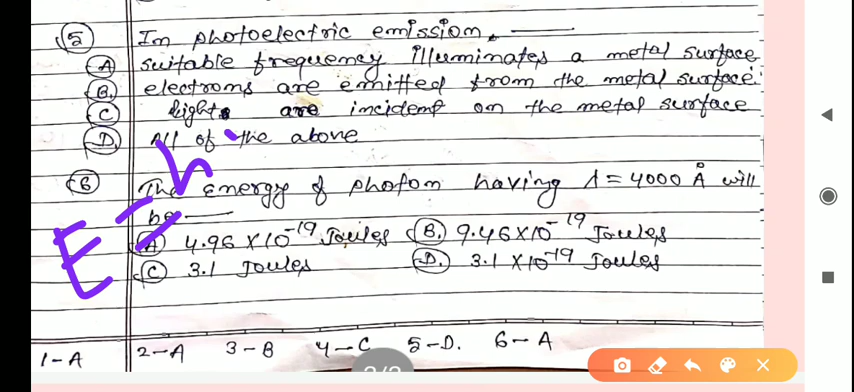 5 In photoelectric emission, ____
A suitable frequency illuminates a metal surface
B. electrons are emitted from the metal surface.
C lights are incident on the metal surface
D. All of the above
6 The energy of photon having λ = 4000 Å will
be ____
A 4.96 × 10⁻¹⁹ Joules B. 9.46 × 10⁻¹⁹ Joules
C 3.1 Joules D. 3.1 × 10⁻¹⁹ Joules
E = h
1-A 2-A 3-B 4-C 5-D. 6-A